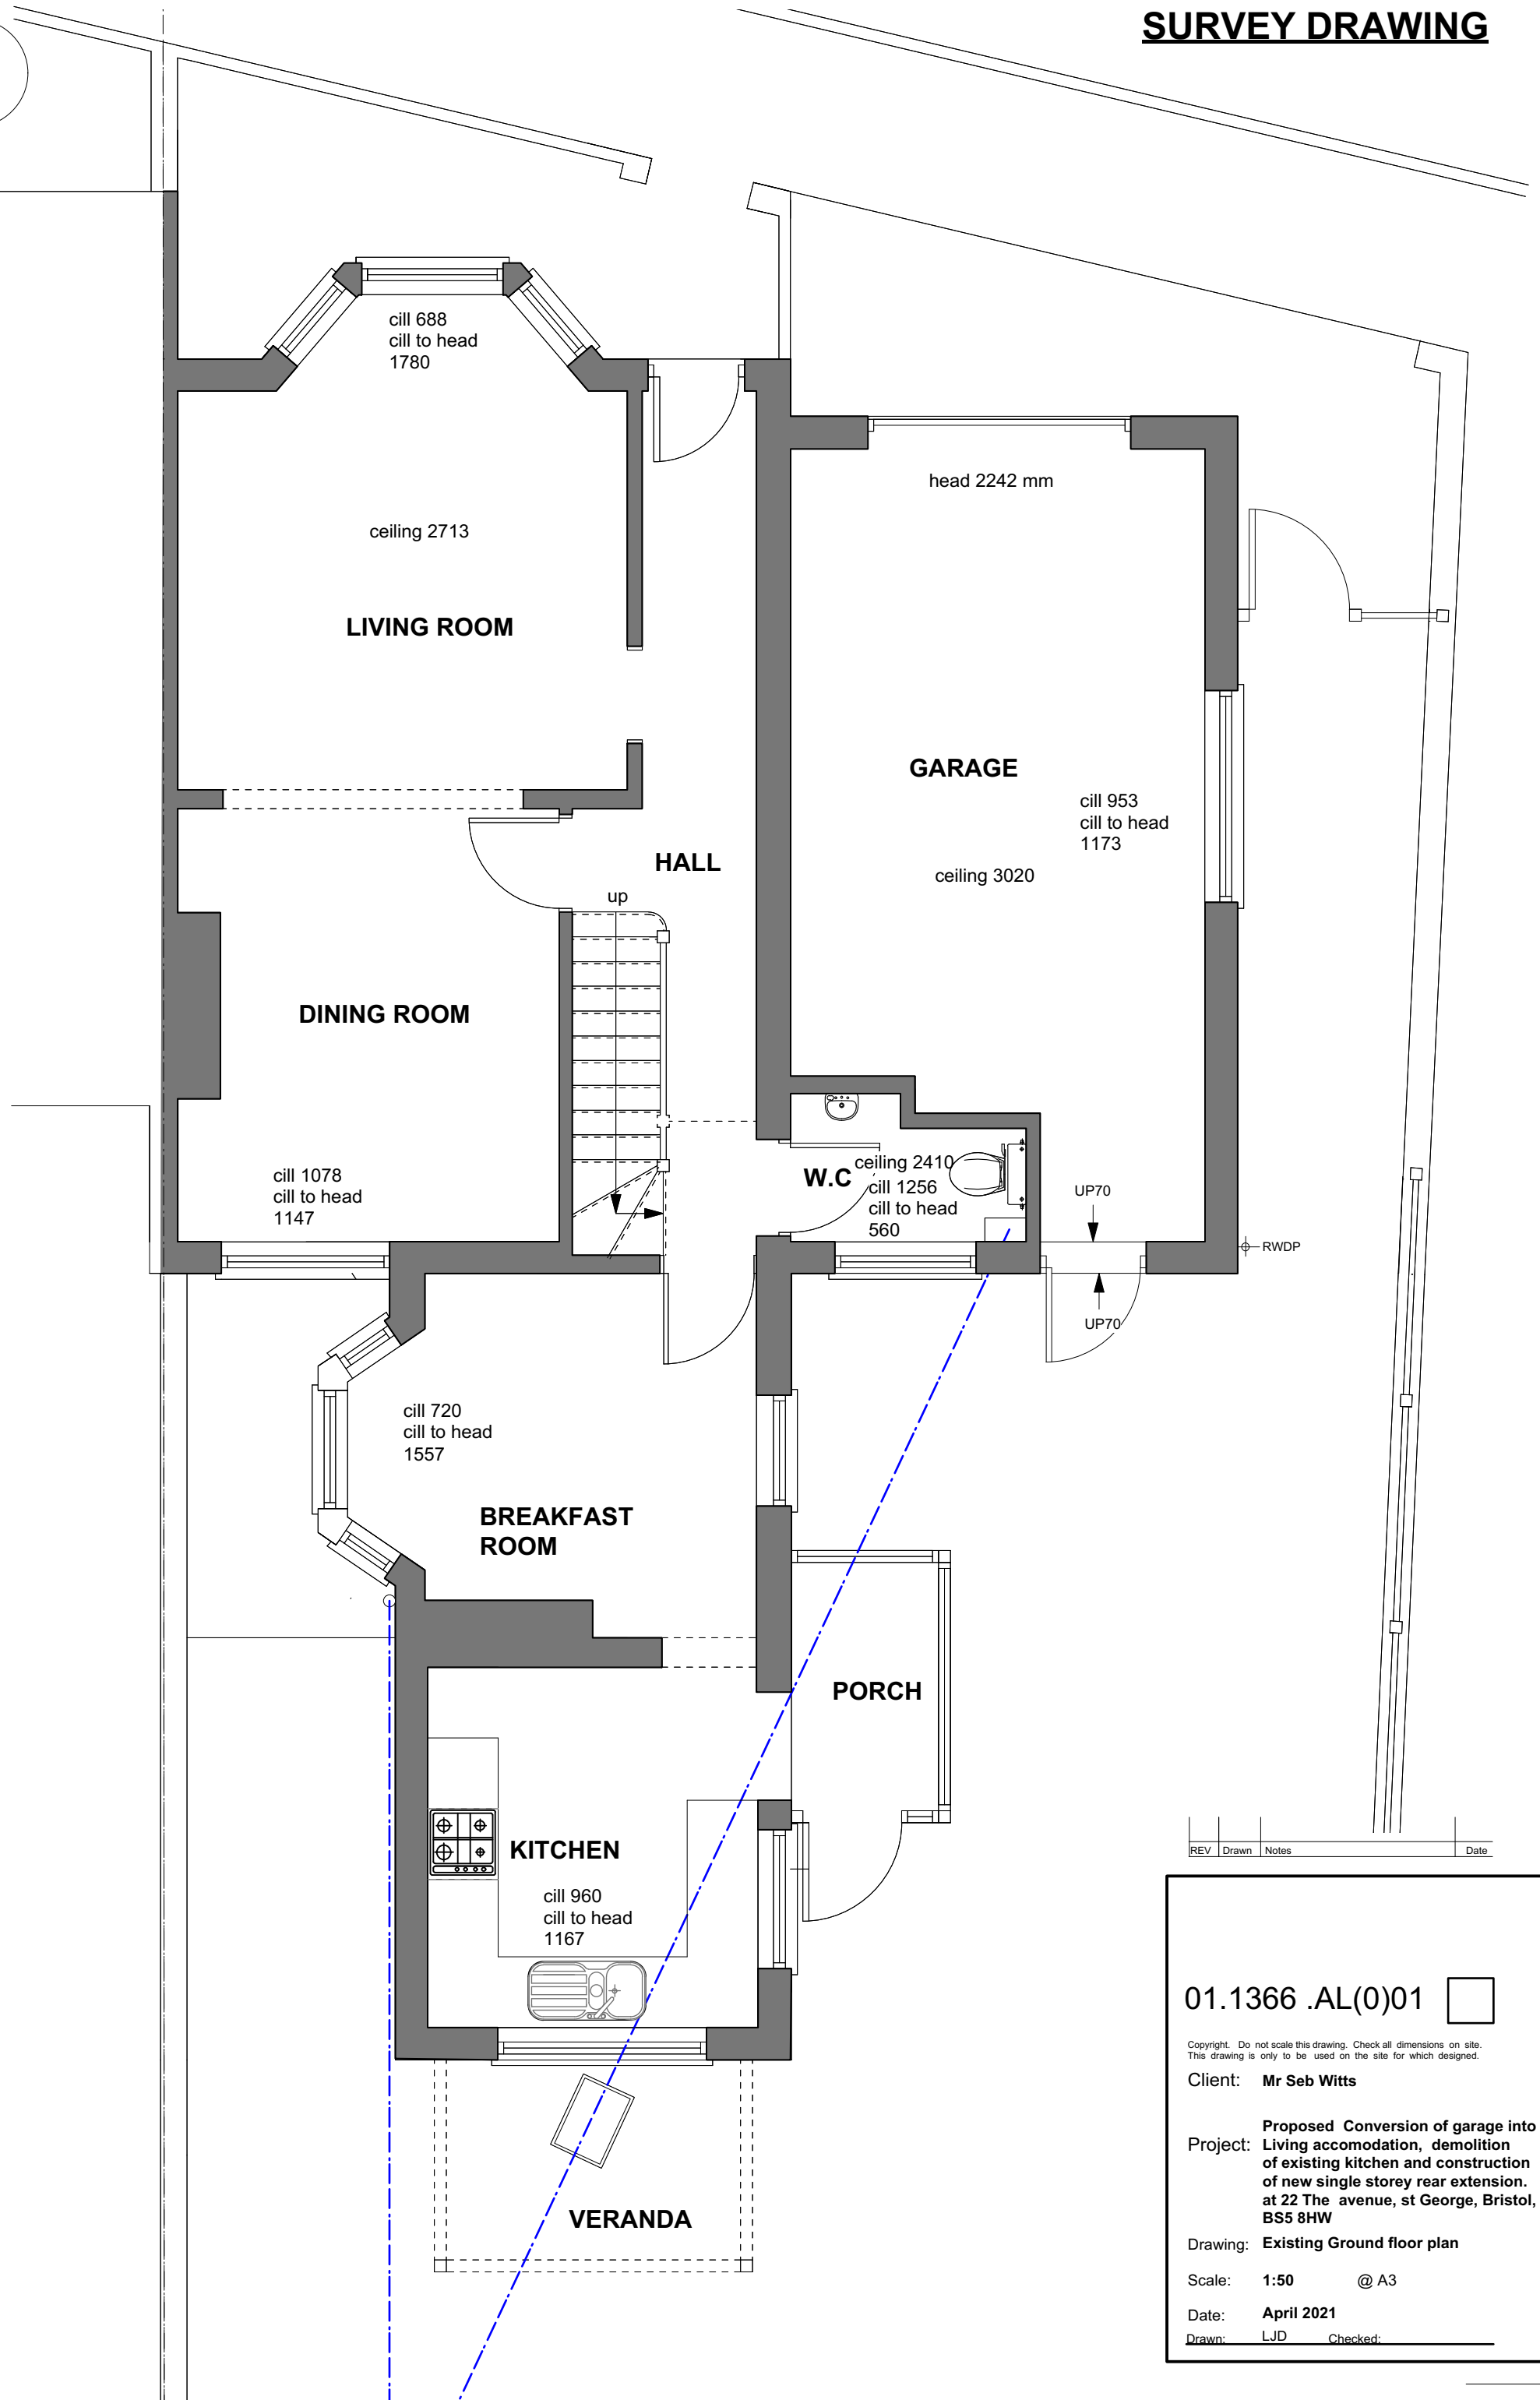 SURVEY DRAWING
cill 688
cill to head
1780
head 2242 mm
ceiling 2713
LIVING ROOM
GARAGE
cill 953
cill to head
1173
HALL
ceiling 3020
up
DINING ROOM
cill 1078
cill to head
1147
W.C
ceiling 2410
cill 1256
cill to head
560
UP70
RWDP
UP70
cill 720
cill to head
1557
BREAKFAST
ROOM
PORCH
KITCHEN
cill 960
cill to head
1167
VERANDA
REV Drawn Notes Date
01.1366 .AL(0)01
Copyright. Do not scale this drawing. Check all dimensions on site.
This drawing is only to be used on the site for which designed.
Client: Mr Seb Witts
Project: Proposed Conversion of garage into
Living accomodation, demolition
of existing kitchen and construction
of new single storey rear extension.
at 22 The avenue, st George, Bristol,
BS5 8HW
Drawing: Existing Ground floor plan
Scale: 1:50 @ A3
Date: April 2021
Drawn: LJD Checked: